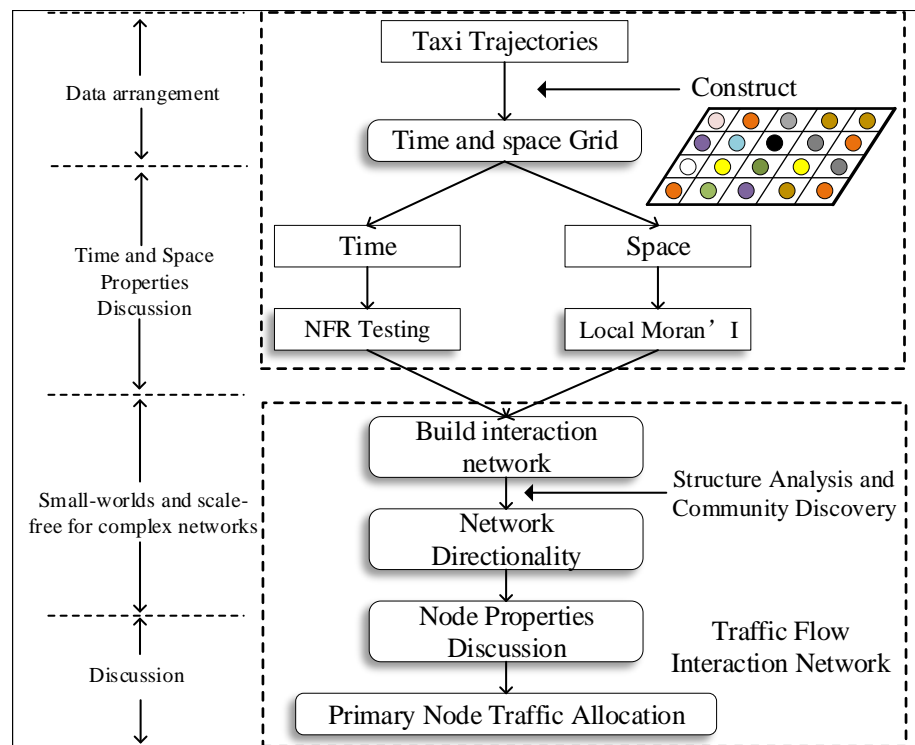 Taxi Trajectories
Data arrangement
Construct
Time and space Grid
Time and Space
Properties
Discussion
Time
Space
NFR Testing
Local Moran’ I
Small-worlds and scale-
free for complex networks
Build interaction
network
Structure Analysis and
Community Discovery
Network
Directionality
Node Properties
Discussion
Traffic Flow
Interaction Network
Discussion
Primary Node Traffic Allocation